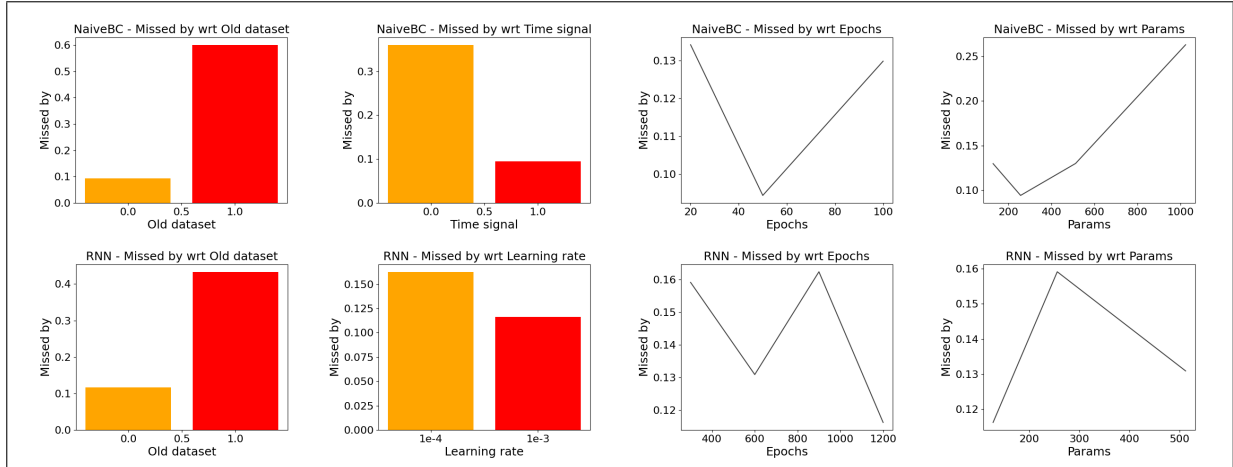 NaiveBC - Missed by wrt Old dataset
0.6
0.5
0.4
0.3
0.2
0.1
0.0
Missed by
0.0 0.5 1.0
Old dataset
NaiveBC - Missed by wrt Time signal
0.3
0.2
0.1
0.0
Missed by
0.0 0.5 1.0
Time signal
NaiveBC - Missed by wrt Epochs
0.13
0.12
0.11
0.10
Missed by
20 40 60 80 100
Epochs
NaiveBC - Missed by wrt Params
0.25
0.20
0.15
0.10
Missed by
200 400 600 800 1000
Params
RNN - Missed by wrt Old dataset
0.4
0.3
0.2
0.1
0.0
Missed by
0.0 0.5 1.0
Old dataset
RNN - Missed by wrt Learning rate
0.150
0.125
0.100
0.075
0.050
0.025
0.000
Missed by
1e-4 1e-3
Learning rate
RNN - Missed by wrt Epochs
0.16
0.15
0.14
0.13
0.12
Missed by
400 600 800 1000 1200
Epochs
RNN - Missed by wrt Params
0.16
0.15
0.14
0.13
0.12
Missed by
200 300 400 500
Params